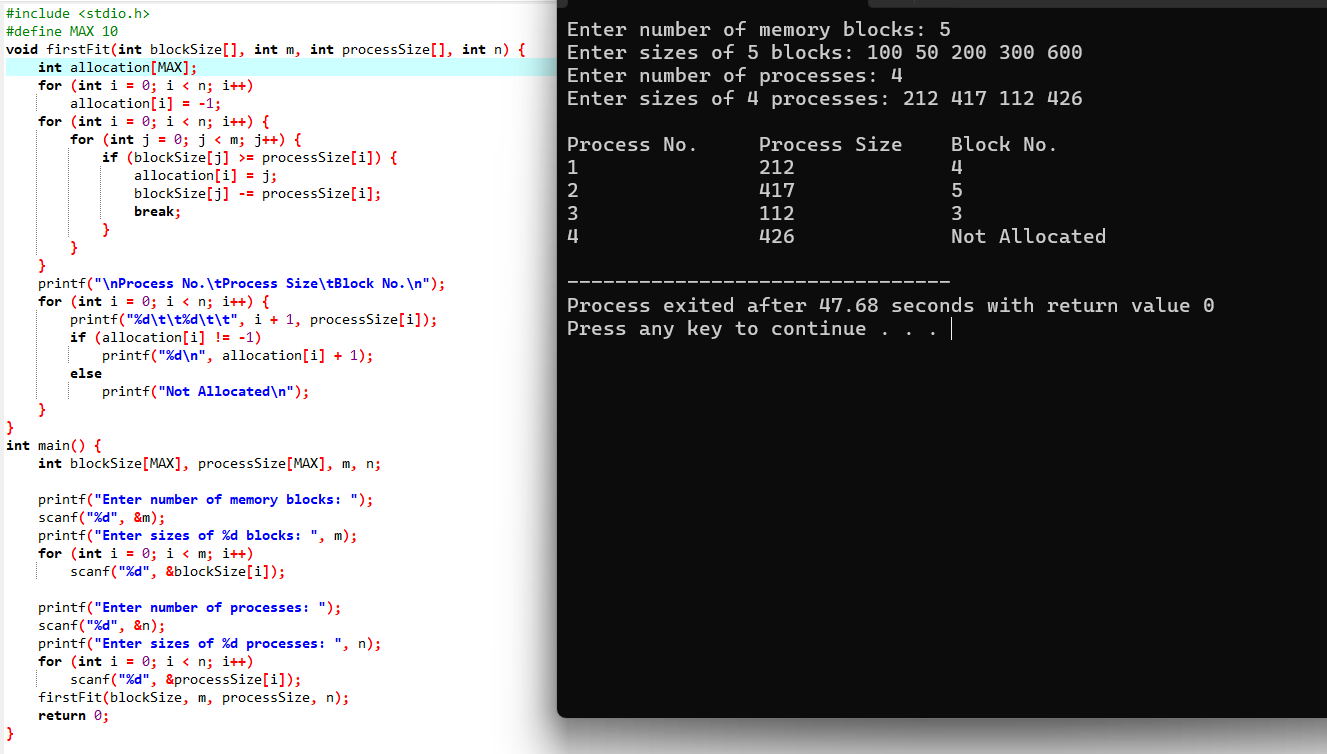 #include <stdio.h>
#define MAX 10
void firstFit(int blockSize[], int m, int processSize[], int n) {
    int allocation[MAX];
    for (int i = 0; i < n; i++)
        allocation[i] = -1;
    for (int i = 0; i < n; i++) {
        for (int j = 0; j < m; j++) {
            if (blockSize[j] >= processSize[i]) {
                allocation[i] = j;
                blockSize[j] -= processSize[i];
                break;
            }
        }
    }
    printf("\nProcess No.\tProcess Size\tBlock No.\n");
    for (int i = 0; i < n; i++) {
        printf("%d\t\t%d\t\t", i + 1, processSize[i]);
        if (allocation[i] != -1)
            printf("%d\n", allocation[i] + 1);
        else
            printf("Not Allocated\n");
    }
}
int main() {
    int blockSize[MAX], processSize[MAX], m, n;
    printf("Enter number of memory blocks: ");
    scanf("%d", &m);
    printf("Enter sizes of %d blocks: ", m);
    for (int i = 0; i < m; i++)
        scanf("%d", &blockSize[i]);
    printf("Enter number of processes: ");
    scanf("%d", &n);
    printf("Enter sizes of %d processes: ", n);
    for (int i = 0; i < n; i++)
        scanf("%d", &processSize[i]);
    firstFit(blockSize, m, processSize, n);
    return 0;
}
Enter number of memory blocks: 5
Enter sizes of 5 blocks: 100 50 200 300 600
Enter number of processes: 4
Enter sizes of 4 processes: 212 417 112 426
Process No.     Process Size    Block No.
1               212             4
2               417             5
3               112             3
4               426             Not Allocated
--------------------------------
Process exited after 47.68 seconds with return value 0
Press any key to continue . . .